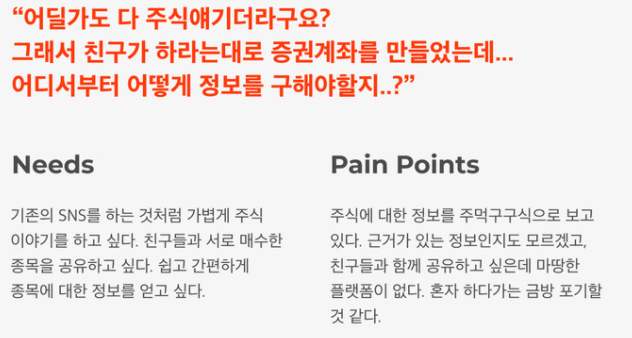 “어딜가도 다 주식얘기더라구요?
그래서 친구가 하라는대로 증권계좌를 만들었는데...
어디서부터 어떻게 정보를 구해야할지..?”
Needs
기존의 SNS를 하는 것처럼 가볍게 주식
이야기를 하고 싶다. 친구들과 서로 매수한
종목을 공유하고 싶다. 쉽고 간편하게
종목에 대한 정보를 얻고 싶다.
Pain Points
주식에 대한 정보를 주먹구구식으로 보고
있다. 근거가 있는 정보인지도 모르겠고,
친구들과 함께 공유하고 싶은데 마땅한
플랫폼이 없다. 혼자 하다가는 금방 포기할
것 같다.